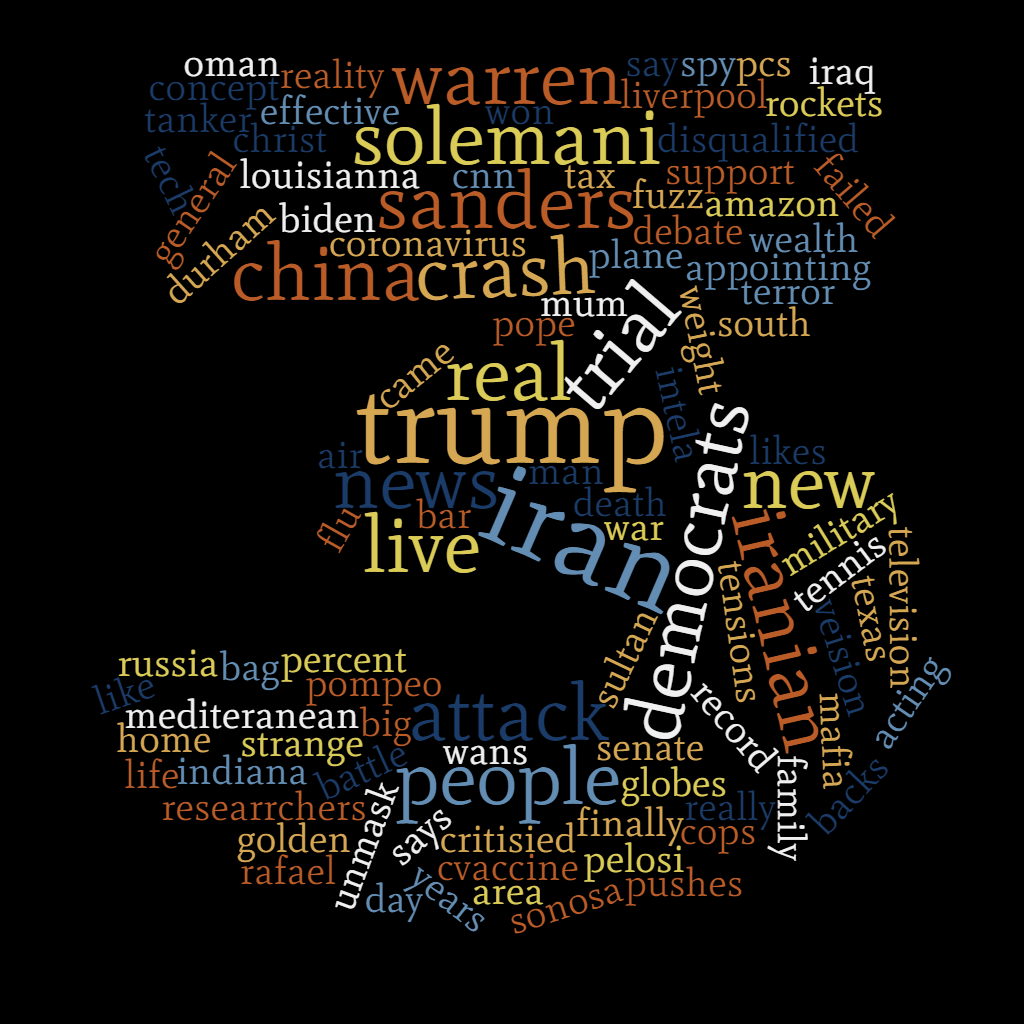 oman
reality
warren
say
spy
pcs
iraq
concept
effective
won
liverpool
rockets
tanker
christ
solemani
disqualified
tech
general
louisianna
cnn
tax
support
failed
durham
biden
sanders
fuzz
amazon
coronavirus
debate
wealth
china
crash
plane
appointing
terror
mum
pope
trial
weight
south
came
real
trump
intela
likes
air
news
man
democrats
new
flu
bar
iran
death
war
live
iranian
military
tennis
television
tensions
texas
veision
sultan
russia
bag
percent
like
pompeo
attack
record
mafia
acting
mediteranean
big
home
strange
wans
senate
life
indiana
battle
people
globes
family
backs
researrchers
unmask
says
really
cops
golden
critisied
finally
rafael
cvaccine
pelosi
day
years
area
sonosa
pushes